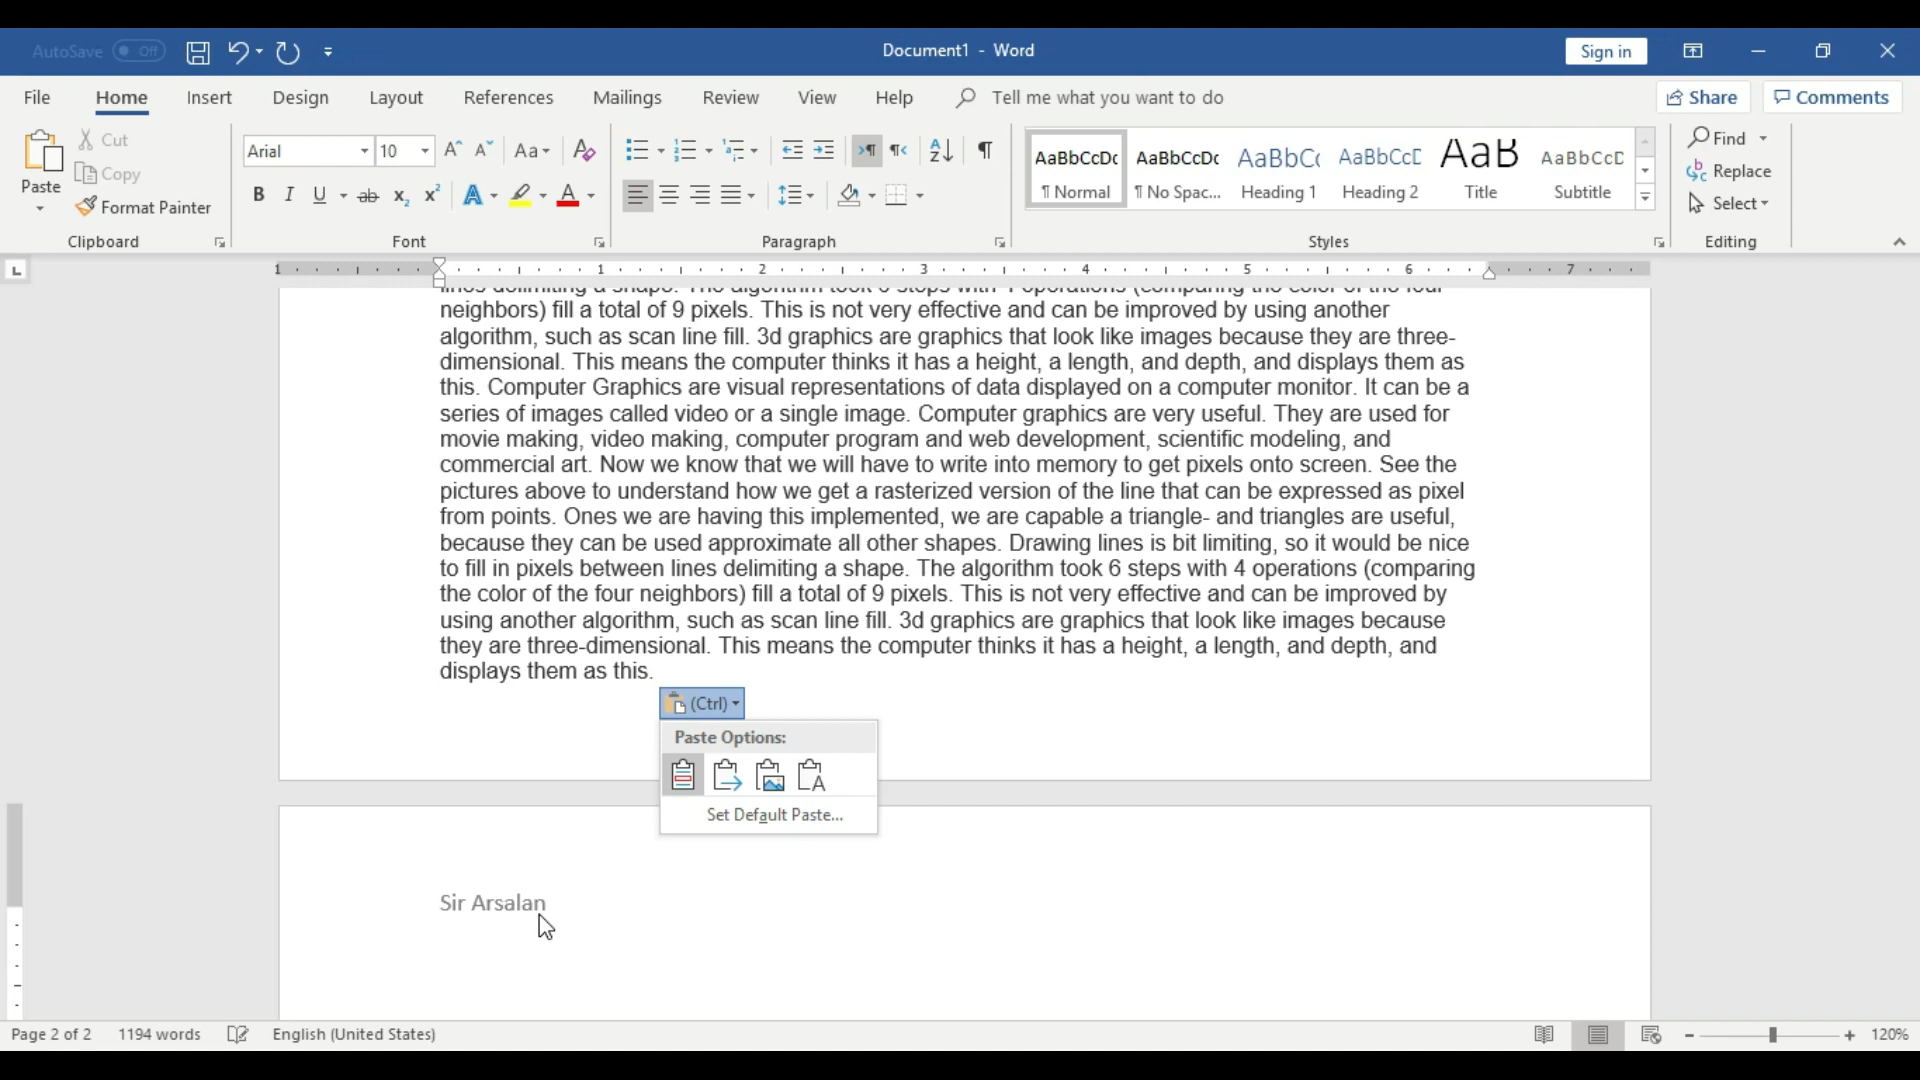 AutoSave Off
Document1 - Word
Sign in
File Home Insert Design Layout References Mailings Review View Help Tell me what you want to do
Share Comments
Paste
Cut
Copy
Format Painter
Clipboard
Arial 10
Font
Paragraph
AaBbCcDc AaBbCcDc AaBbCc AaBbCcD AaB AaBbCcD
¶ Normal ¶ No Spac... Heading 1 Heading 2 Title Subtitle
Styles
Find
Replace
Select
Editing
1 1 2 3 4 5 6 7
lines delimiting a shape. The algorithm took 6 steps with 4 operations (comparing the color of the four
neighbors) fill a total of 9 pixels. This is not very effective and can be improved by using another
algorithm, such as scan line fill. 3d graphics are graphics that look like images because they are three-
dimensional. This means the computer thinks it has a height, a length, and depth, and displays them as
this. Computer Graphics are visual representations of data displayed on a computer monitor. It can be a
series of images called video or a single image. Computer graphics are very useful. They are used for
movie making, video making, computer program and web development, scientific modeling, and
commercial art. Now we know that we will have to write into memory to get pixels onto screen. See the
pictures above to understand how we get a rasterized version of the line that can be expressed as pixel
from points. Ones we are having this implemented, we are capable a triangle- and triangles are useful,
because they can be used approximate all other shapes. Drawing lines is bit limiting, so it would be nice
to fill in pixels between lines delimiting a shape. The algorithm took 6 steps with 4 operations (comparing
the color of the four neighbors) fill a total of 9 pixels. This is not very effective and can be improved by
using another algorithm, such as scan line fill. 3d graphics are graphics that look like images because
they are three-dimensional. This means the computer thinks it has a height, a length, and depth, and
displays them as this.
(Ctrl)
Paste Options:
Set Default Paste...
Sir Arsalan
Page 2 of 2 1194 words English (United States) 120%